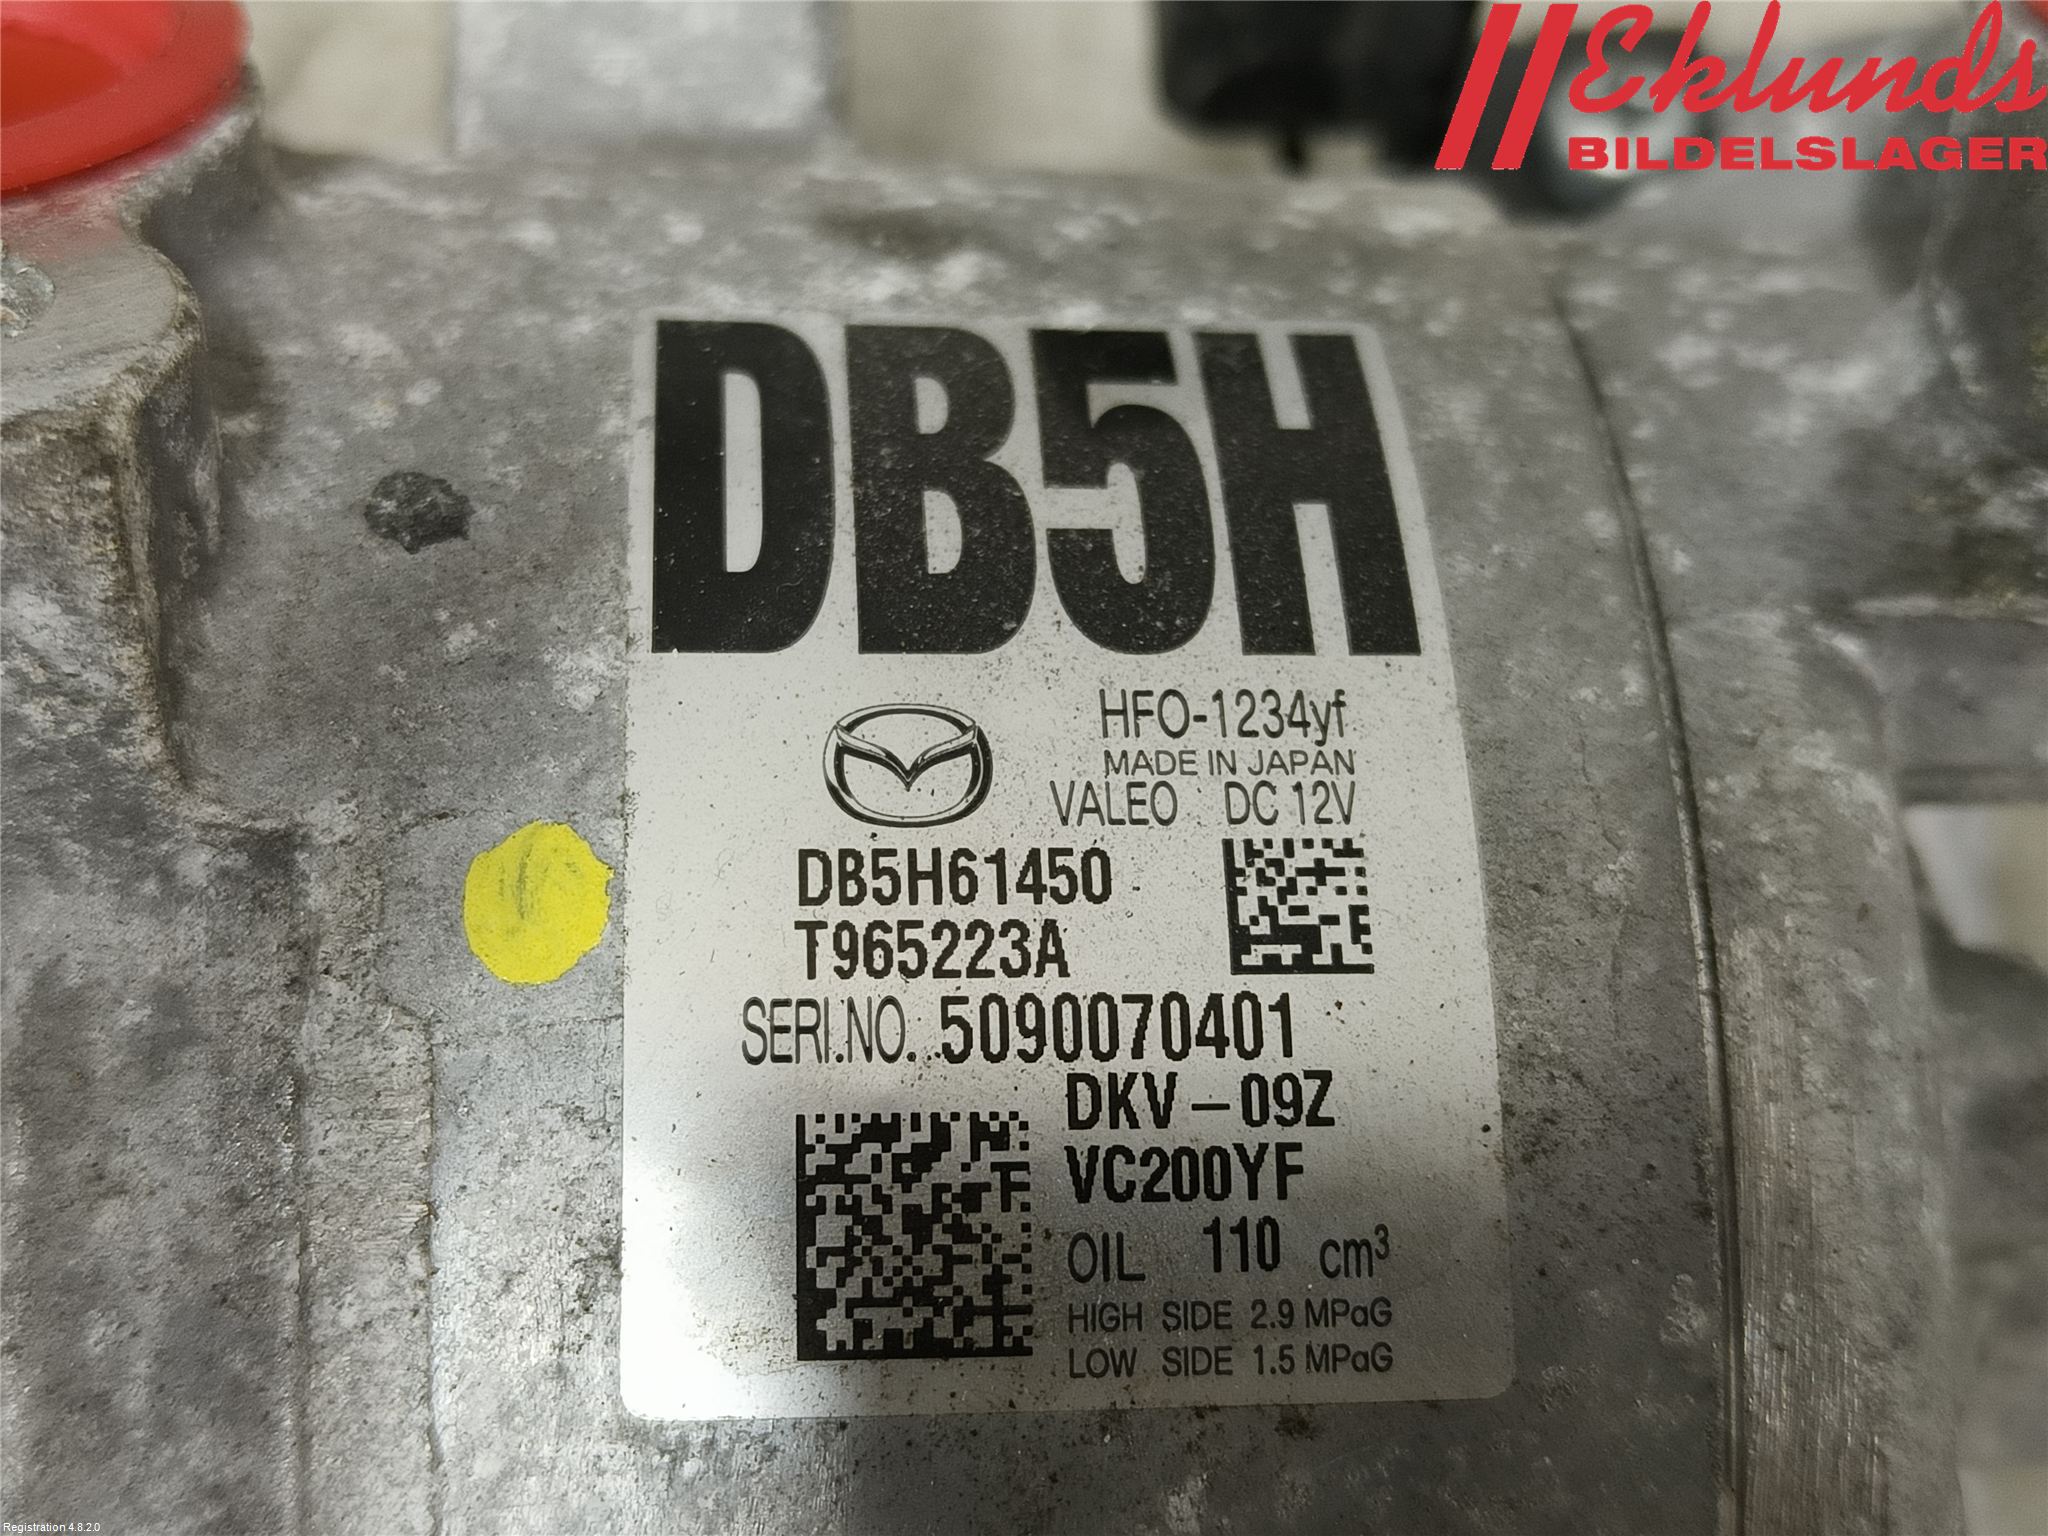 Eklunds
BILDELSLAGER
DB5H
HFO-1234yf
MADE IN JAPAN
VALEO DC 12V
DB5H61450
T965223A
SERI.NO. 5090070401
DKV-09Z
VC200YF
OIL 110 cm³
HIGH SIDE 2.9 MPaG
LOW SIDE 1.5 MPaG
Registration 4.8.2.0